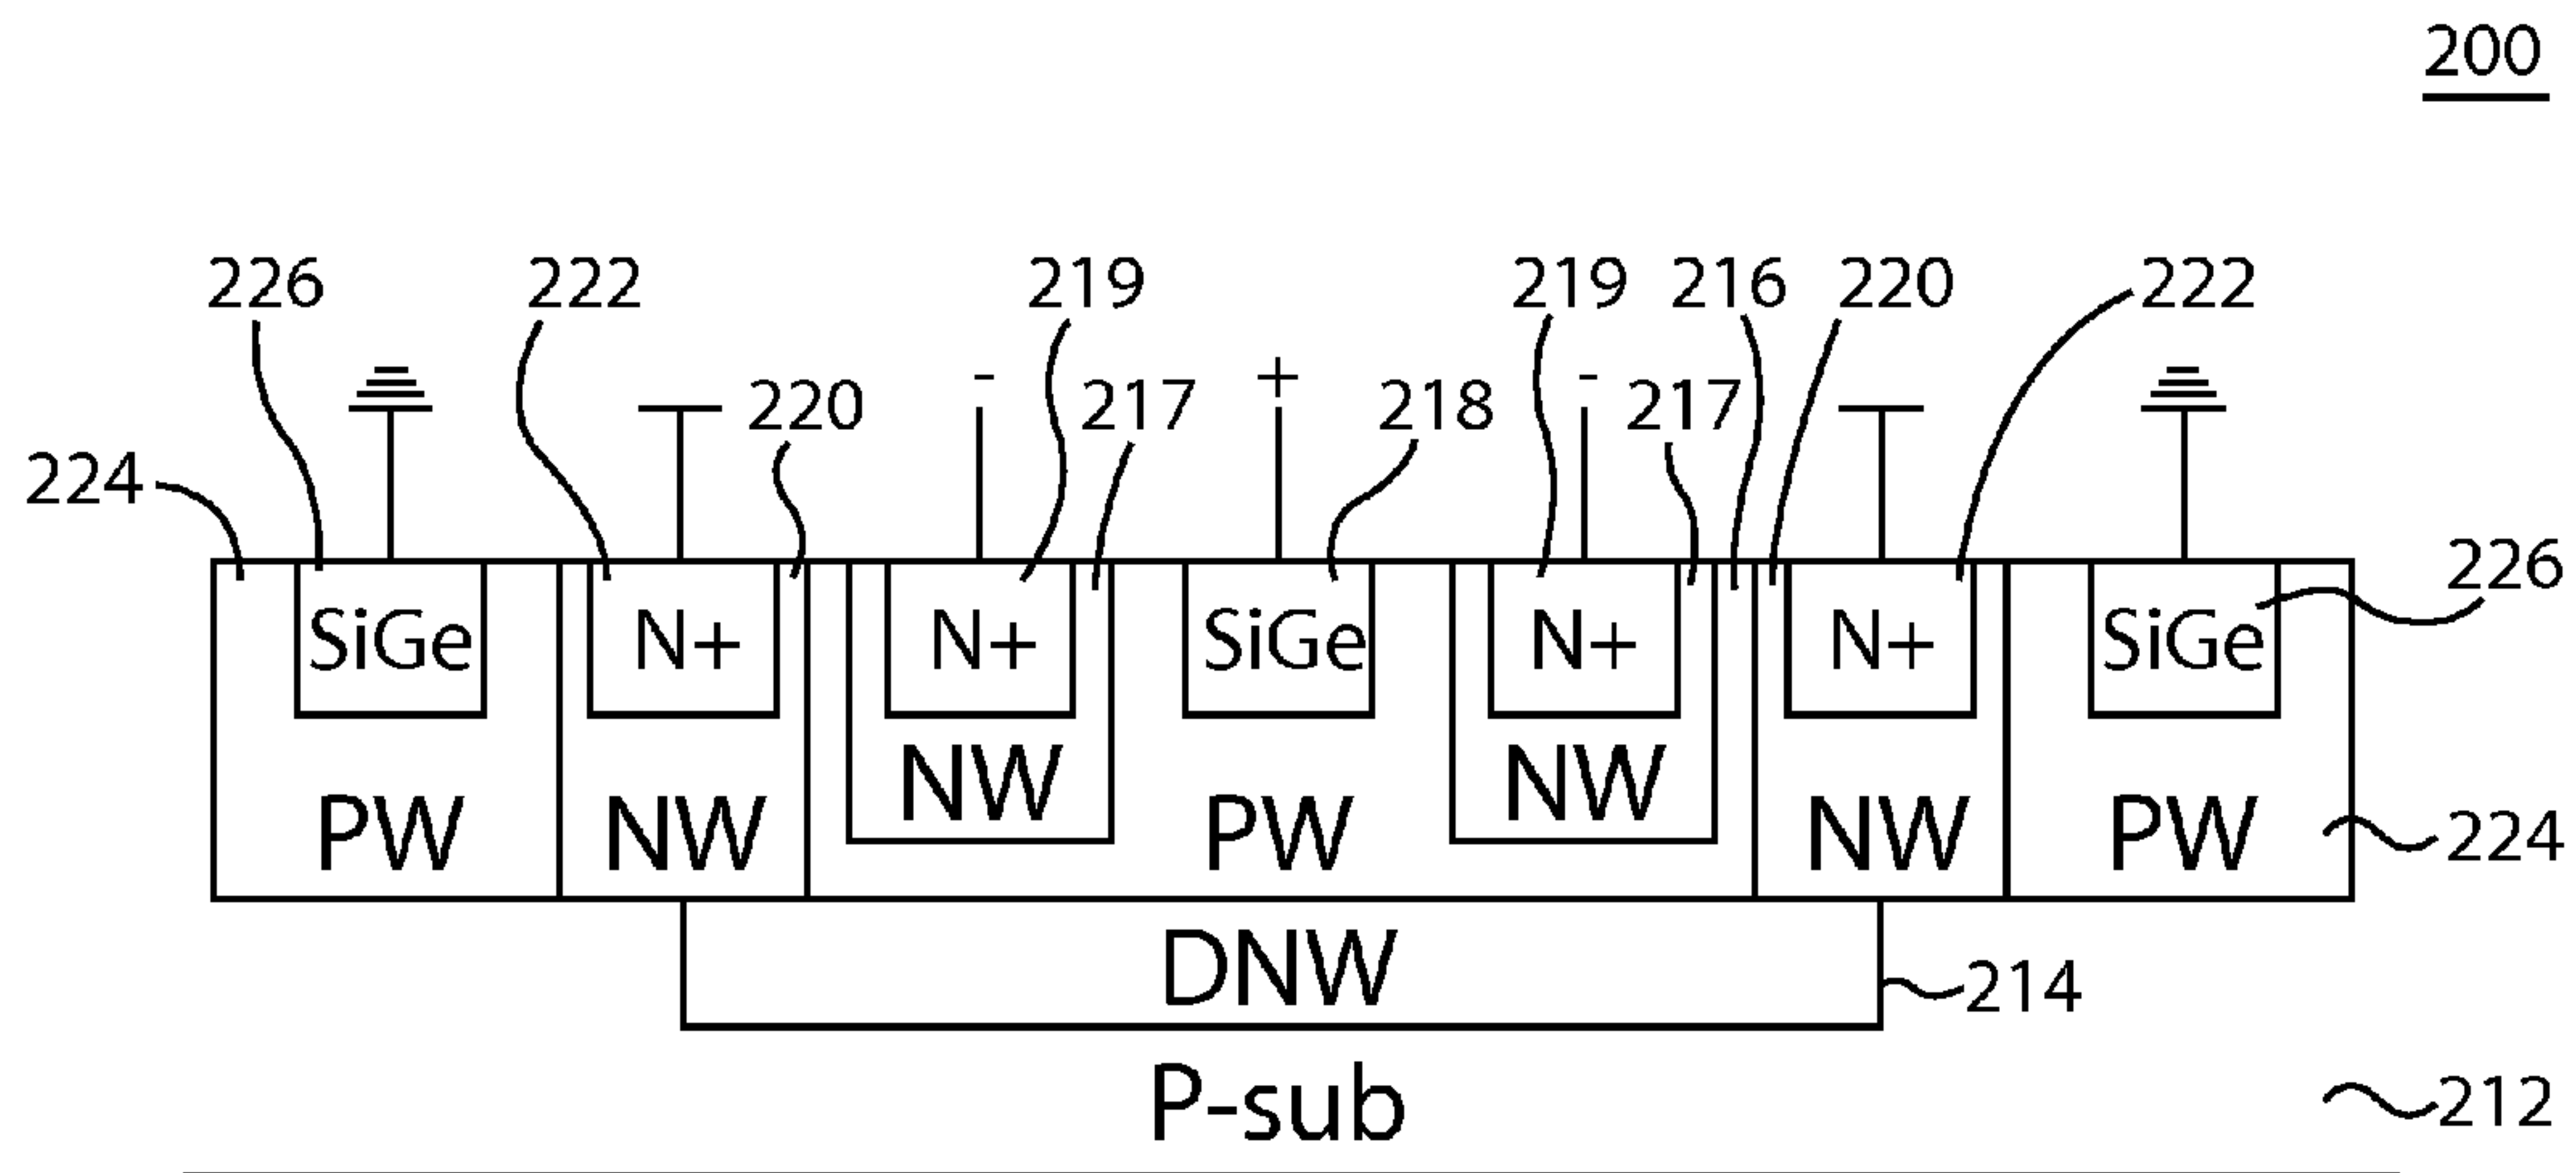 200
226 222 219 219 216 220 222
- + -
220 217 218 217
224
226
SiGe N+ N+ SiGe N+ N+ SiGe
NW NW
PW NW PW NW PW
224
DNW
214
P-sub
212